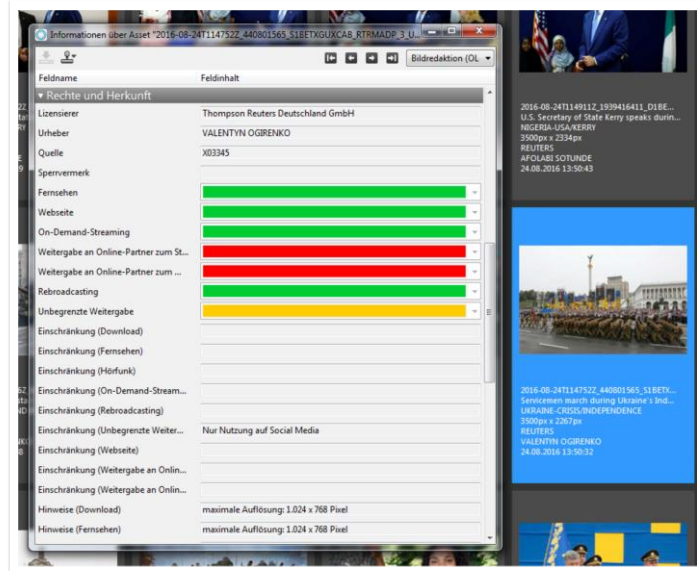 Informationen über Asset "2016-08-24T114752Z_440801565_S1BETXGUXCAB_RTRMADP_3_U...
Bildredaktion (OL
Feldname Feldinhalt
Rechte und Herkunft
Lizensierer Thompson Reuters Deutschland GmbH
Urheber VALENTYN OGIRENKO
Quelle X03345
Sperrvermerk
Fernsehen
Webseite
On-Demand-Streaming
Weitergabe an Online-Partner zum St...
Weitergabe an Online-Partner zum ...
Rebroadcasting
Unbegrenzte Weitergabe
Einschränkung (Download)
Einschränkung (Fernsehen)
Einschränkung (Hörfunk)
Einschränkung (On-Demand-Stream...
Einschränkung (Rebroadcasting)
Einschränkung (Unbegrenzte Weiter... Nur Nutzung auf Social Media
Einschränkung (Webseite)
Einschränkung (Weitergabe an Onlin...
Einschränkung (Weitergabe an Onlin...
Hinweise (Download) maximale Auflösung: 1.024 x 768 Pixel
Hinweise (Fernsehen) maximale Auflösung: 1.024 x 768 Pixel
2016-08-24T114911Z_1939416411_D1BE...
U.S. Secretary of State Kerry speaks durin...
NIGERIA-USA/KERRY
3500px x 2334px
REUTERS
AFOLABI SOTUNDE
24.08.2016 13:50:43
2016-08-24T114752Z_440801565_S1BETX...
Servicemen march during Ukraine's Ind...
UKRAINE-CRISIS/INDEPENDENCE
3500px x 2267px
REUTERS
VALENTYN OGIRENKO
24.08.2016 13:50:32